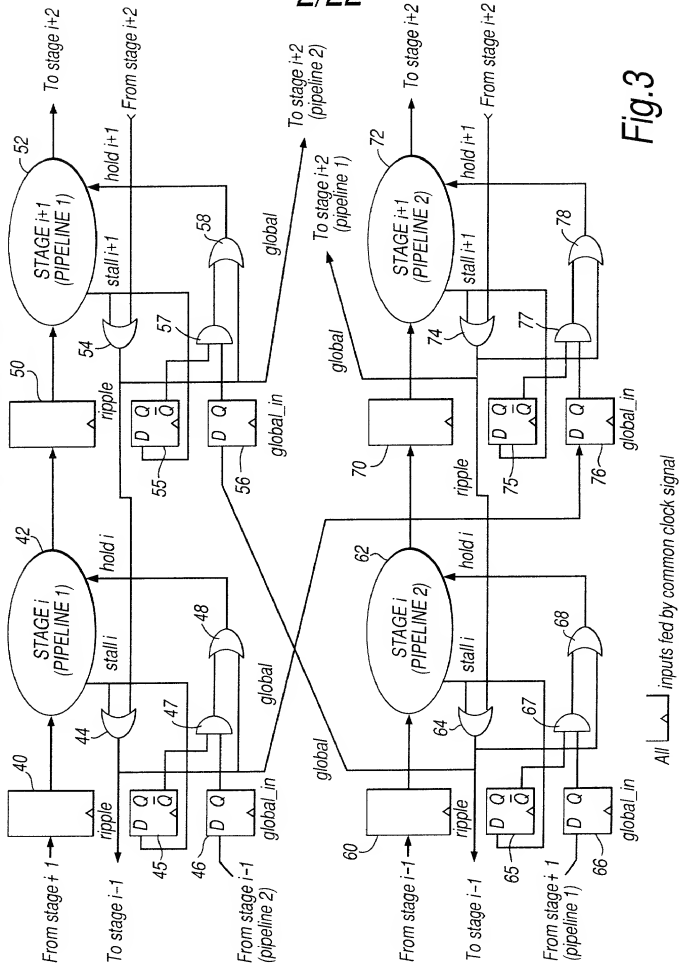 2/22
40
From stage+ 1
STAGE i
(PIPELINE 1)
42
50
STAGE i+1
(PIPELINE 1)
52
To stage i+2
ripple
To stage i–1
44
stall i
hold i
ripple
54
stall i+1
hold i+1
From stage i+2
D Q
Q
45
47
48
D Q
Q
55
57
58
D Q
46
global_in
From stage i–1
(pipeline 2)
global
D Q
56
global_in
global
To stage i+2
(pipeline 2)
To stage i+2
(pipeline 1)
global
global
60
From stage i–1
STAGE i
(PIPELINE 2)
62
70
STAGE i+1
(PIPELINE 2)
72
To stage i+2
ripple
To stage i–1
64
stall i
hold i
ripple
74
stall i+1
hold i+1
From stage i+2
D Q
Q
65
67
68
D Q
Q
75
77
78
D Q
66
global_in
From stage+ 1
(pipeline 1)
D Q
76
global_in
All inputs fed by common clock signal
Fig.3